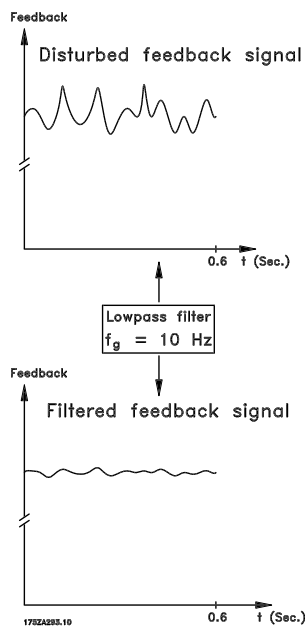 Feedback
Disturbed feedback signal
0.6 t (Sec.)
Lowpass filter
fg = 10 Hz
Feedback
Filtered feedback signal
0.6 t (Sec.)
175ZA293.10